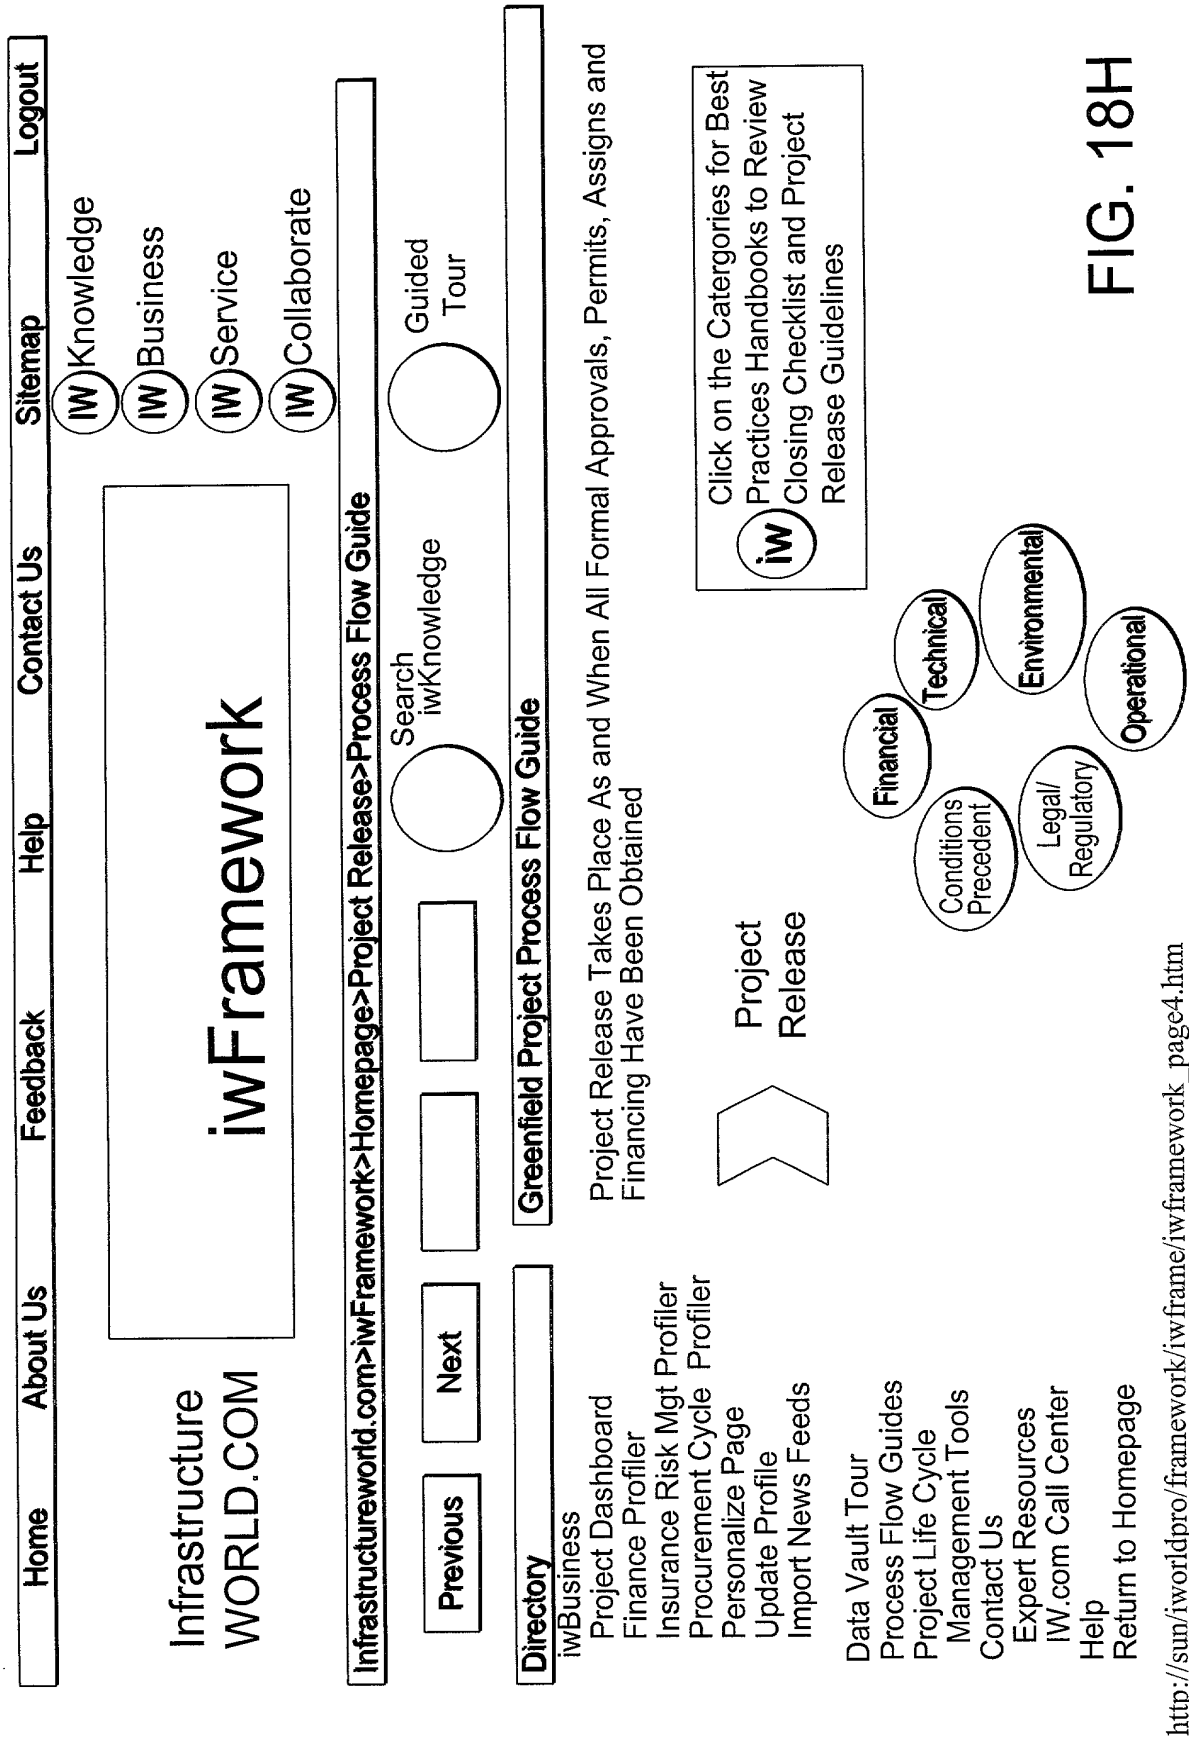 Home About Us Feedback Help Contact Us Sitemap Logout
Infrastructure
WORLD.COM
iwFramework
IW Knowledge
IW Business
IW Service
IW Collaborate
Infrastructureworld.com>iwFramework>Homepage>Project Release>Process Flow Guide
Previous Next
Search
iwKnowledge
Guided
Tour
Directory
Greenfield Project Process Flow Guide
iwBusiness
Project Dashboard
Finance Profiler
Insurance Risk Mgt Profiler
Procurement Cycle Profiler
Personalize Page
Update Profile
Import News Feeds
Data Vault Tour
Process Flow Guides
Project Life Cycle
Management Tools
Contact Us
Expert Resources
IW.com Call Center
Help
Return to Homepage
Project Release Takes Place As and When All Formal Approvals, Permits, Assigns and
Financing Have Been Obtained
Project
Release
iw
Click on the Catergories for Best
Practices Handbooks to Review
Closing Checklist and Project
Release Guidelines
Financial
Technical
Conditions
Precedent
Environmental
Legal/
Regulatory
Operational
http://sun/iworldpro/framework/iwframe/iwframework_page4.htm
FIG. 18H